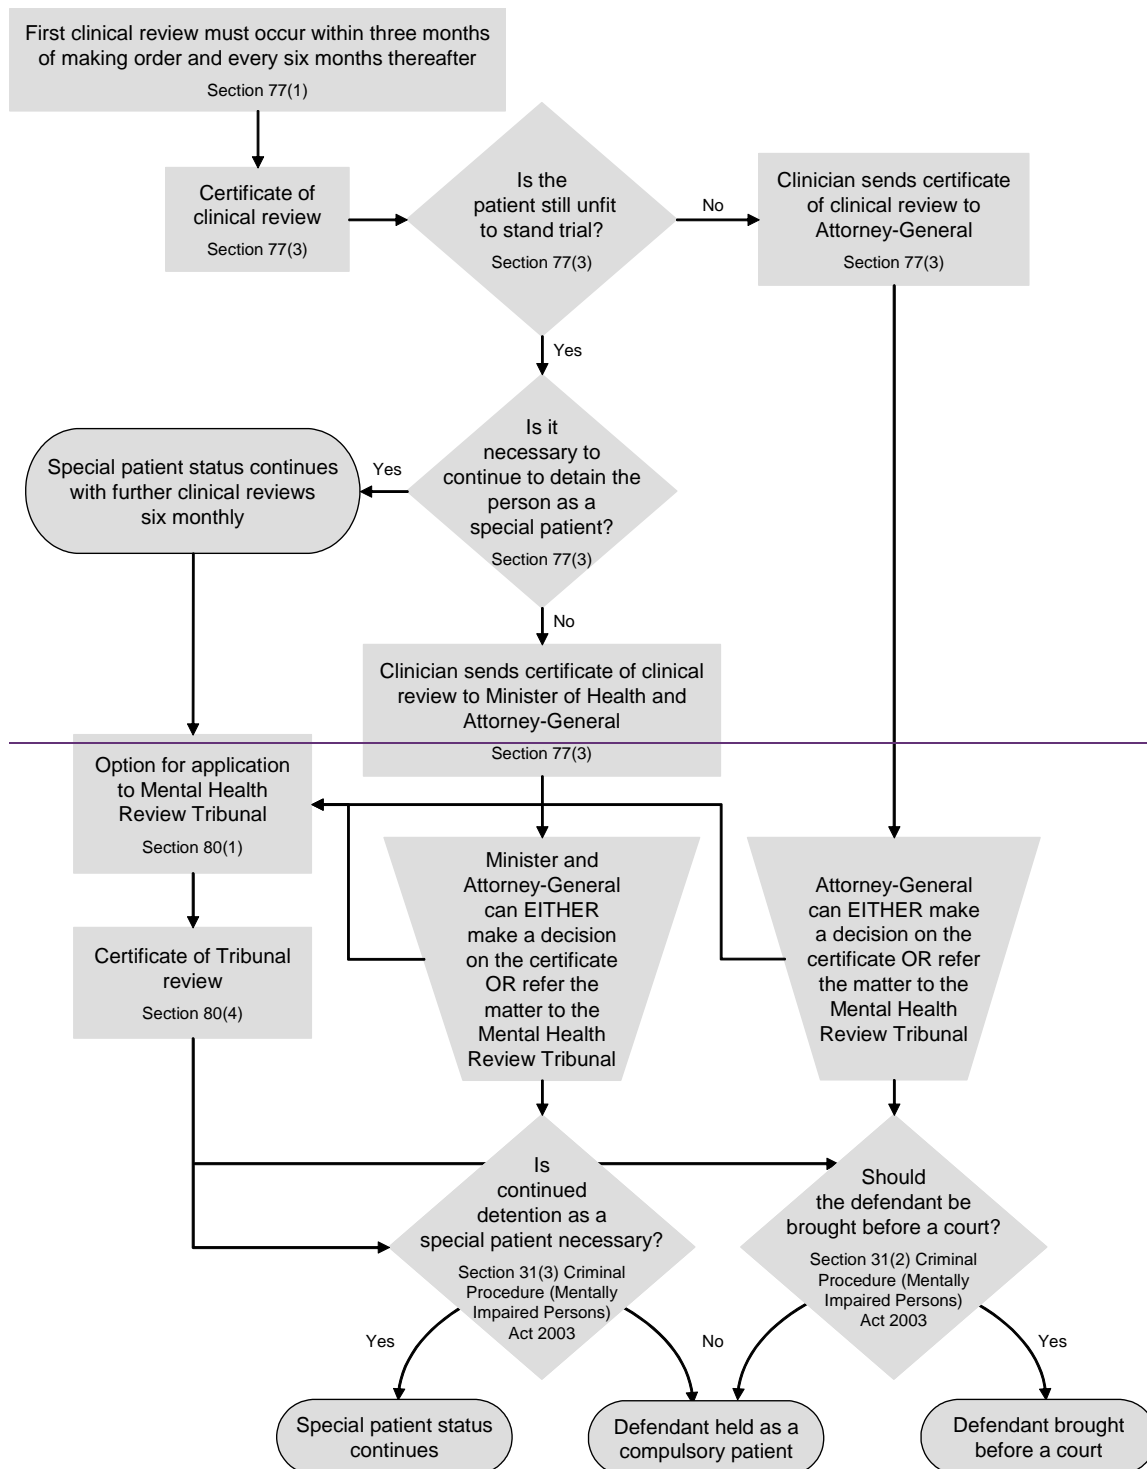 First clinical review must occur within three months
of making order and every six months thereafter
Section 77(1)
Certificate of
clinical review
Section 77(3)
Is the
patient still unfit
to stand trial?
Section 77(3)
No
Clinician sends certificate
of clinical review to
Attorney-General
Section 77(3)
Yes
Is it
necessary to
continue to detain the
person as a
special patient?
Section 77(3)
Yes
Special patient status continues
with further clinical reviews
six monthly
No
Clinician sends certificate of clinical
review to Minister of Health and
Attorney-General
Section 77(3)
Option for application
to Mental Health
Review Tribunal
Section 80(1)
Minister and
Attorney-General
can EITHER
make a decision
on the certificate
OR refer the
matter to the
Mental Health
Review Tribunal
Attorney-General
can EITHER make
a decision on the
certificate OR refer
the matter to the
Mental Health
Review Tribunal
Certificate of Tribunal
review
Section 80(4)
Is
continued
detention as a
special patient necessary?
Section 31(3) Criminal
Procedure (Mentally
Impaired Persons)
Act 2003
Should
the defendant be
brought before a court?
Section 31(2) Criminal
Procedure (Mentally
Impaired Persons)
Act 2003
Yes
No
Yes
Special patient status
continues
Defendant held as a
compulsory patient
Defendant brought
before a court